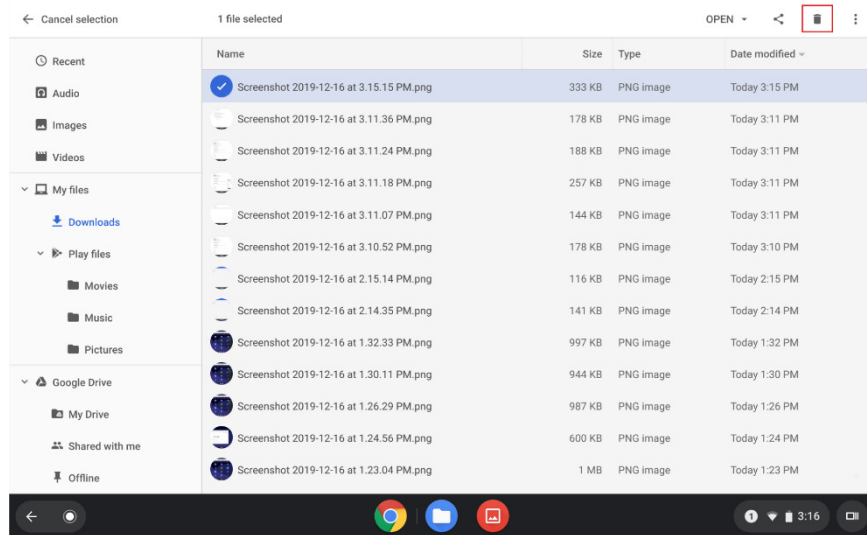 Cancel selection 1 file selected OPEN
Recent
Audio
Images
Videos
My files
Downloads
Play files
Movies
Music
Pictures
Google Drive
My Drive
Shared with me
Offline
Name Size Type Date modified
Screenshot 2019-12-16 at 3.15.15 PM.png 333 KB PNG image Today 3:15 PM
Screenshot 2019-12-16 at 3.11.36 PM.png 178 KB PNG image Today 3:11 PM
Screenshot 2019-12-16 at 3.11.24 PM.png 188 KB PNG image Today 3:11 PM
Screenshot 2019-12-16 at 3.11.18 PM.png 257 KB PNG image Today 3:11 PM
Screenshot 2019-12-16 at 3.11.07 PM.png 144 KB PNG image Today 3:11 PM
Screenshot 2019-12-16 at 3.10.52 PM.png 178 KB PNG image Today 3:10 PM
Screenshot 2019-12-16 at 2.15.14 PM.png 116 KB PNG image Today 2:15 PM
Screenshot 2019-12-16 at 2.14.35 PM.png 141 KB PNG image Today 2:14 PM
Screenshot 2019-12-16 at 1.32.33 PM.png 997 KB PNG image Today 1:32 PM
Screenshot 2019-12-16 at 1.30.11 PM.png 944 KB PNG image Today 1:30 PM
Screenshot 2019-12-16 at 1.26.29 PM.png 987 KB PNG image Today 1:26 PM
Screenshot 2019-12-16 at 1.24.56 PM.png 600 KB PNG image Today 1:24 PM
Screenshot 2019-12-16 at 1.23.04 PM.png 1 MB PNG image Today 1:23 PM
1 3:16